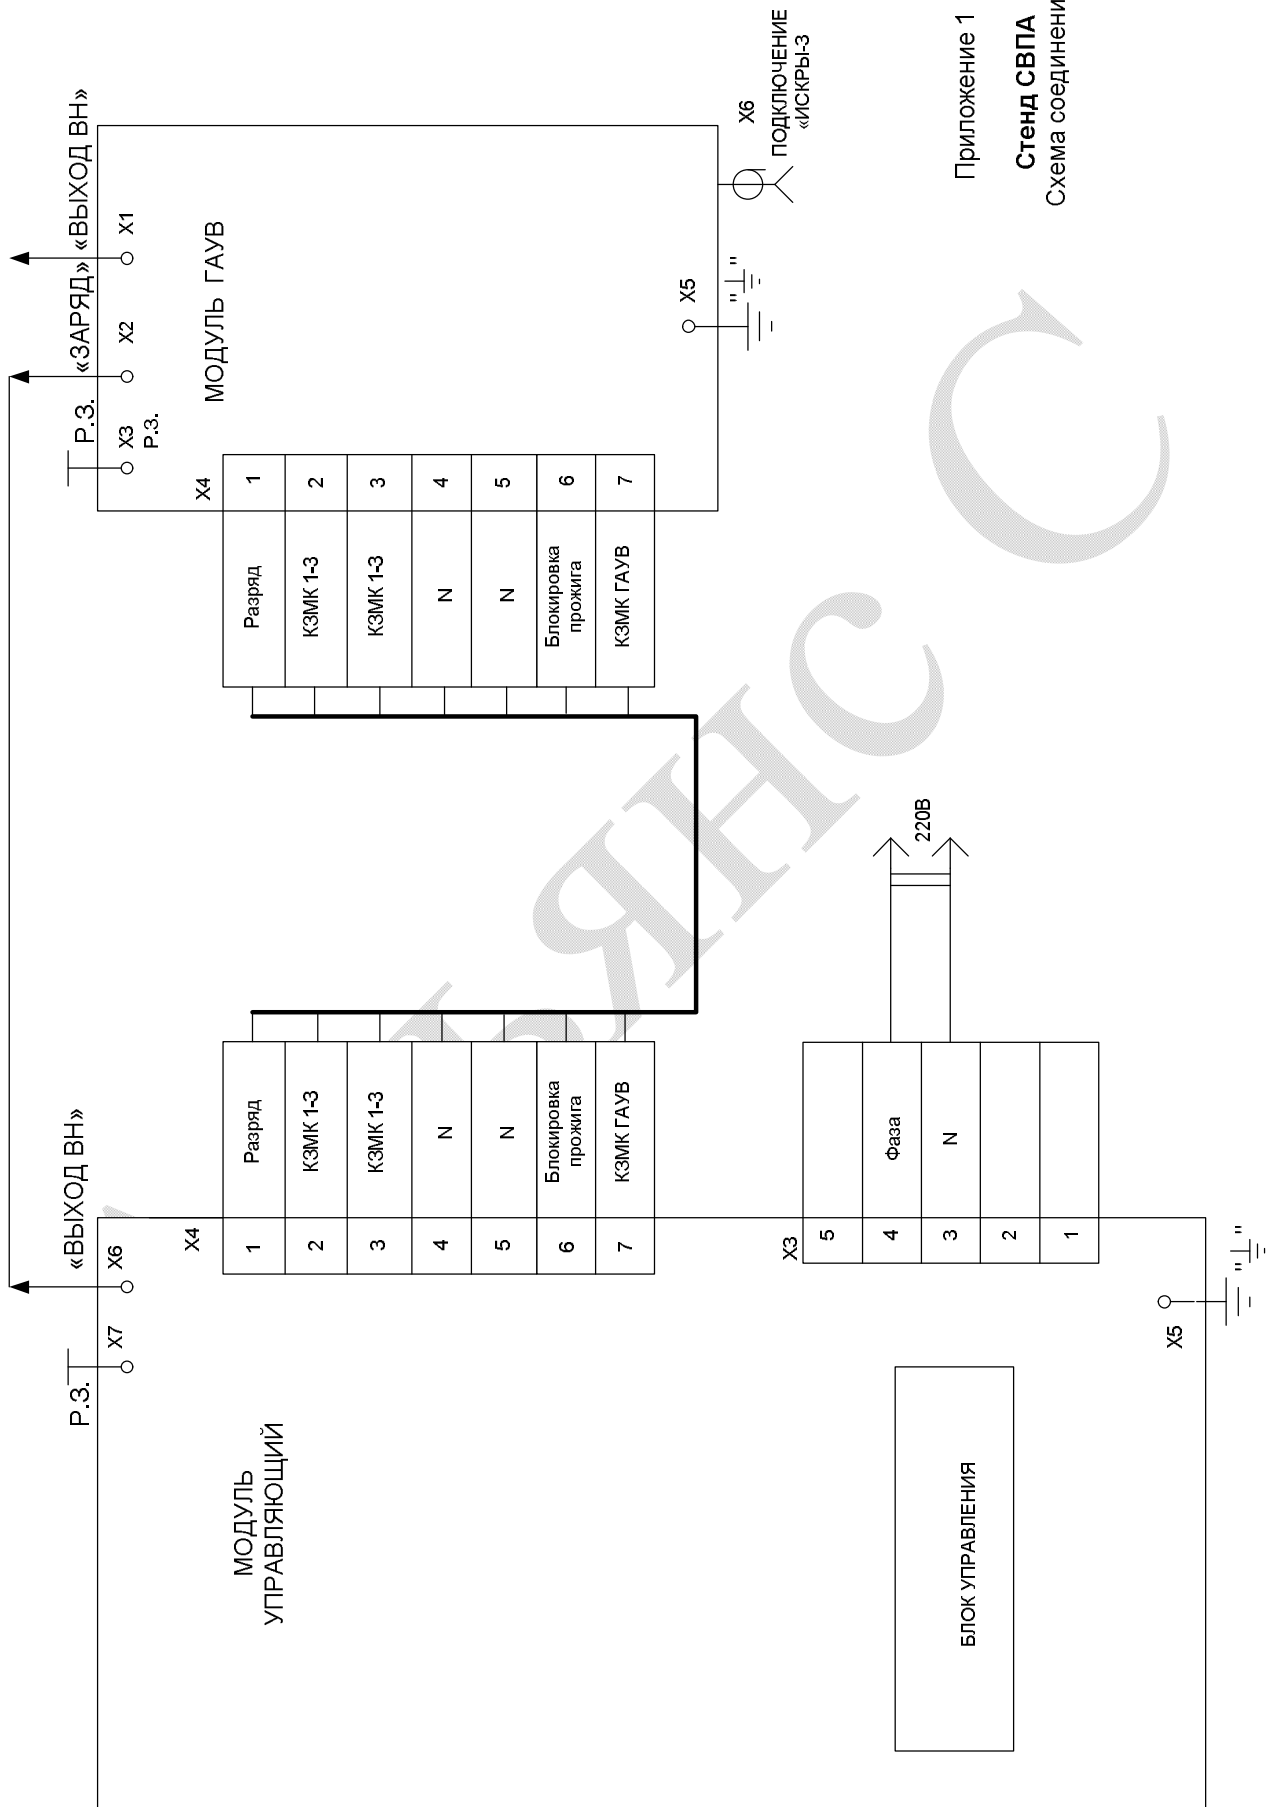 Приложение 1
Стенд СВПА
Схема соединени
Р.З.
«ВЫХОД ВН»
Р.З.
«ЗАРЯД»
«ВЫХОД ВН»
X7
X6
X3
Р.З.
X2
X1
МОДУЛЬ
УПРАВЛЯЮЩИЙ
МОДУЛЬ ГАУВ
X4
X4
1
Разряд
Разряд
1
2
КЗМК 1-3
КЗМК 1-3
2
3
КЗМК 1-3
КЗМК 1-3
3
4
N
N
4
5
N
N
5
6
Блокировка
прожига
Блокировка
прожига
6
7
КЗМК ГАУВ
КЗМК ГАУВ
7
X5
" "
X6
ПОДКЛЮЧЕНИЕ
«ИСКРЫ-3
X3
5
4
Фаза
3
N
2
1
220В
БЛОК УПРАВЛЕНИЯ
X5
" "
ЬЯНС С